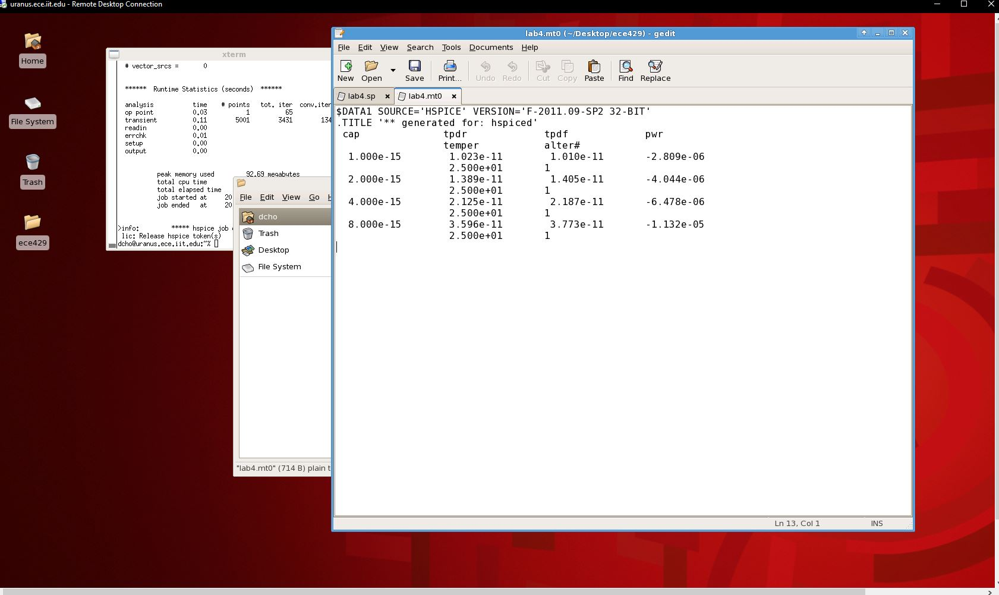 uranus.ece.iit.edu - Remote Desktop Connection
Home
File System
Trash
ece429
xterm
# vector_srcs = 0
****** Runtime Statistics (seconds) ******
analysis time # points tot. iter conv.iter
op point 0.03 1 65
transient 0.11 5001 3431 134
readin 0.00
errchk 0.01
setup 0.00
output 0.00
peak memory used 92.69 megabytes
total cpu time
total elapsed time
job started at 20
job ended at 20
>info: ***** hspice job
lic: Release hspice token(s)
dcho@uranus.ece.iit.edu:~%
File Edit View Go
dcho
Trash
Desktop
File System
"lab4.mt0" (714 B) plain t
lab4.mt0 (~/Desktop/ece429) - gedit
File Edit View Search Tools Documents Help
New Open Save Print... Undo Redo Cut Copy Paste Find Replace
lab4.sp lab4.mt0
$DATA1 SOURCE='HSPICE' VERSION='F-2011.09-SP2 32-BIT'
.TITLE '** generated for: hspiced'
cap tpdr tpdf pwr
temper alter#
1.000e-15 1.023e-11 1.010e-11 -2.809e-06
2.500e+01 1
2.000e-15 1.389e-11 1.405e-11 -4.044e-06
2.500e+01 1
4.000e-15 2.125e-11 2.187e-11 -6.478e-06
2.500e+01 1
8.000e-15 3.596e-11 3.773e-11 -1.132e-05
2.500e+01 1
Ln 13, Col 1 INS